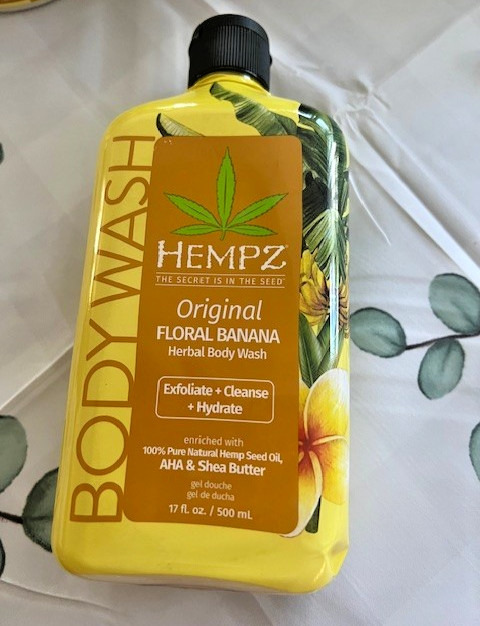 BODY WASH
HEMPZ
THE SECRET IS IN THE SEED
Original
FLORAL BANANA
Herbal Body Wash
Exfoliate + Cleanse
+ Hydrate
enriched with
100% Pure Natural Hemp Seed Oil,
AHA & Shea Butter
gel douche
gel de ducha
17 fl. oz. / 500 mL